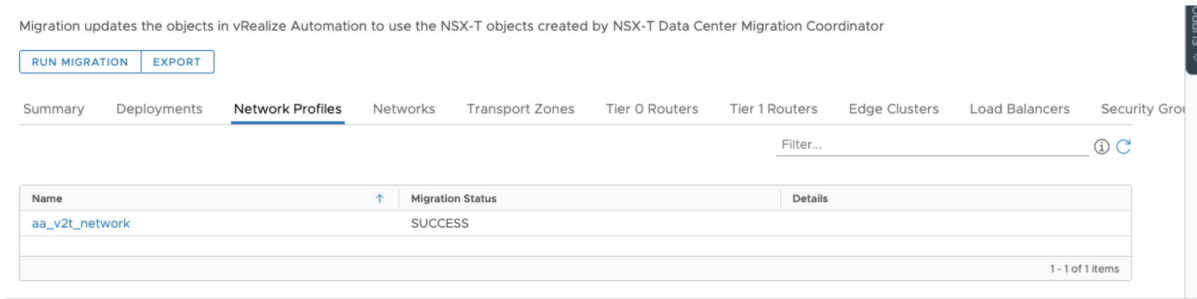 Migration updates the objects in vRealize Automation to use the NSX-T objects created by NSX-T Data Center Migration Coordinator
RUN MIGRATION EXPORT
Summary Deployments Network Profiles Networks Transport Zones Tier 0 Routers Tier 1 Routers Edge Clusters Load Balancers Security Grou
Filter...
Name Migration Status Details
aa_v2t_network SUCCESS
1 - 1 of 1 items